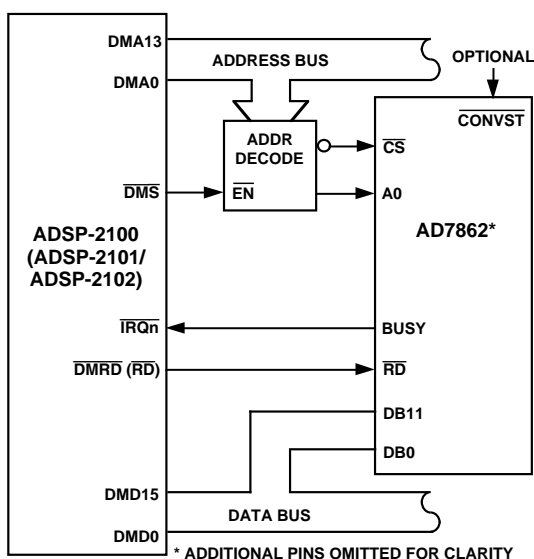 DMA13
ADDRESS BUS
OPTIONAL
DMA0
CONVST
ADDR
DECODE
CS
DMS
EN
A0
ADSP-2100
(ADSP-2101/
ADSP-2102)
AD7862*
IRQn
BUSY
DMRD (RD)
RD
DB11
DB0
DMD15
DATA BUS
DMD0
* ADDITIONAL PINS OMITTED FOR CLARITY